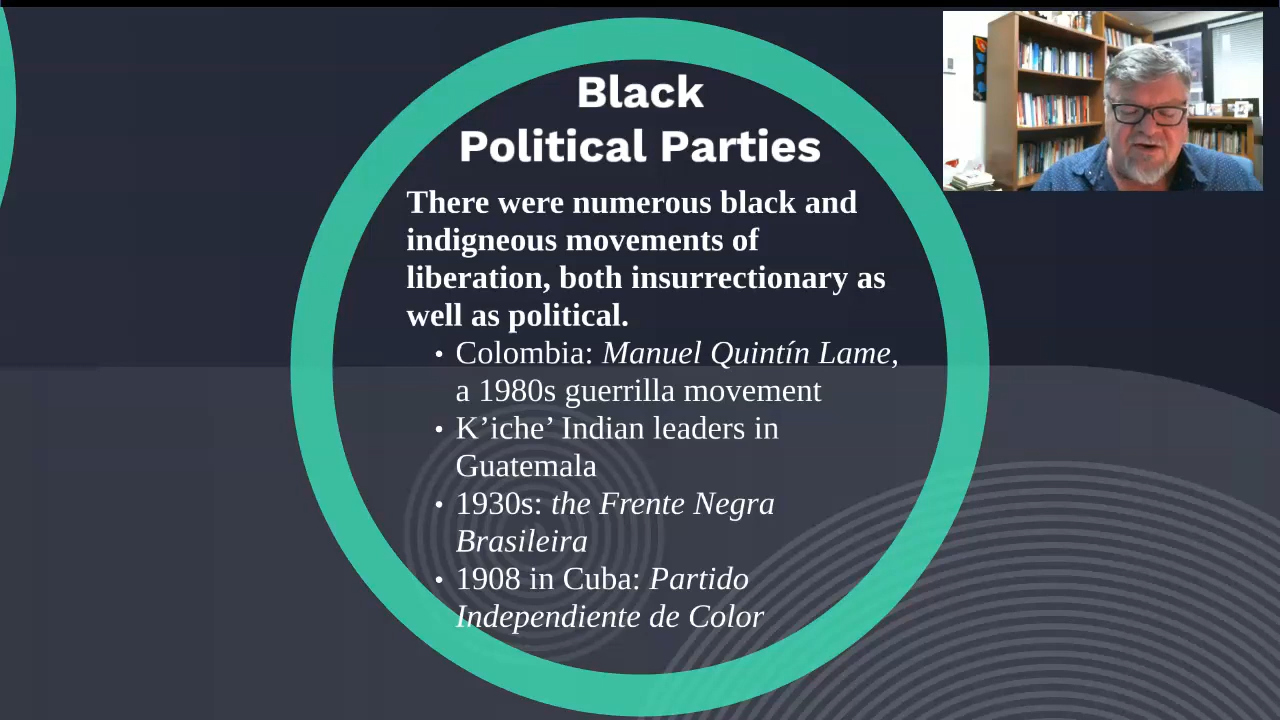 Black
Political Parties
There were numerous black and
indigneous movements of
liberation, both insurrectionary as
well as political.
• Colombia: Manuel Quintín Lame,
a 1980s guerrilla movement
• K’iche’ Indian leaders in
Guatemala
• 1930s: the Frente Negra
Brasileira
• 1908 in Cuba: Partido
Independiente de Color